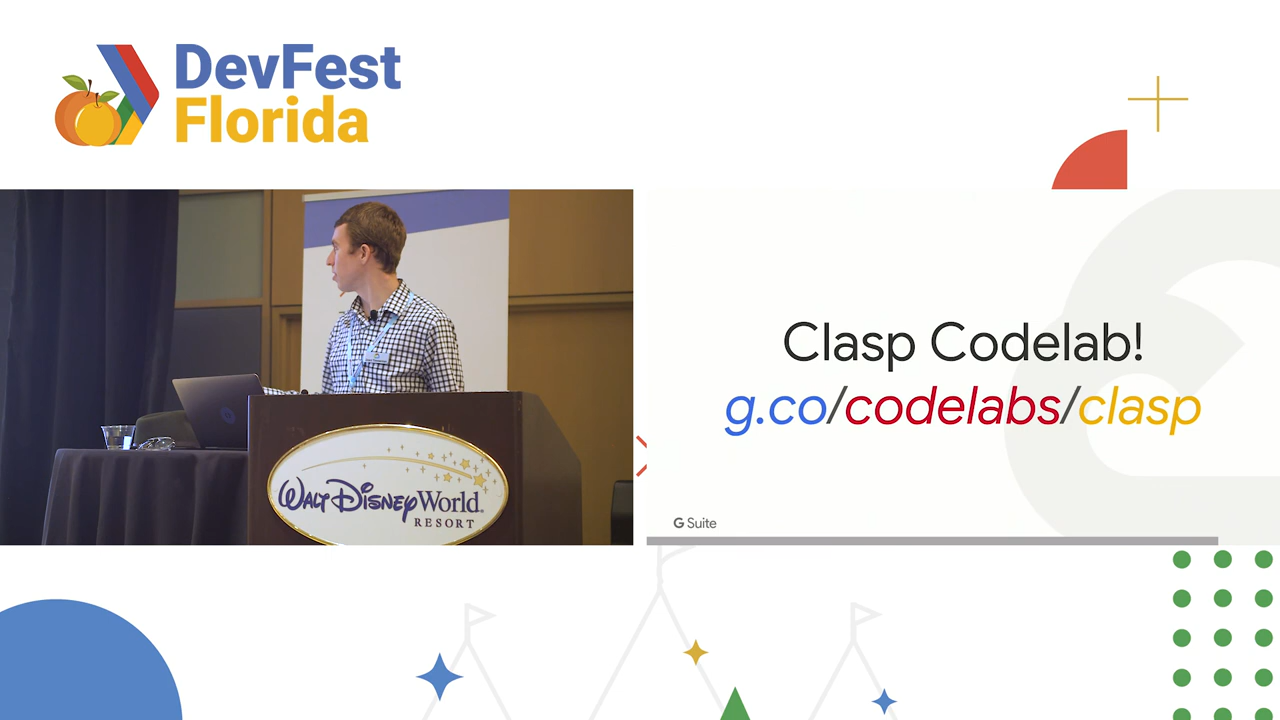 DevFest
Florida
Clasp Codelab!
g.co/codelabs/clasp
Walt Disney World®
RESORT
G Suite